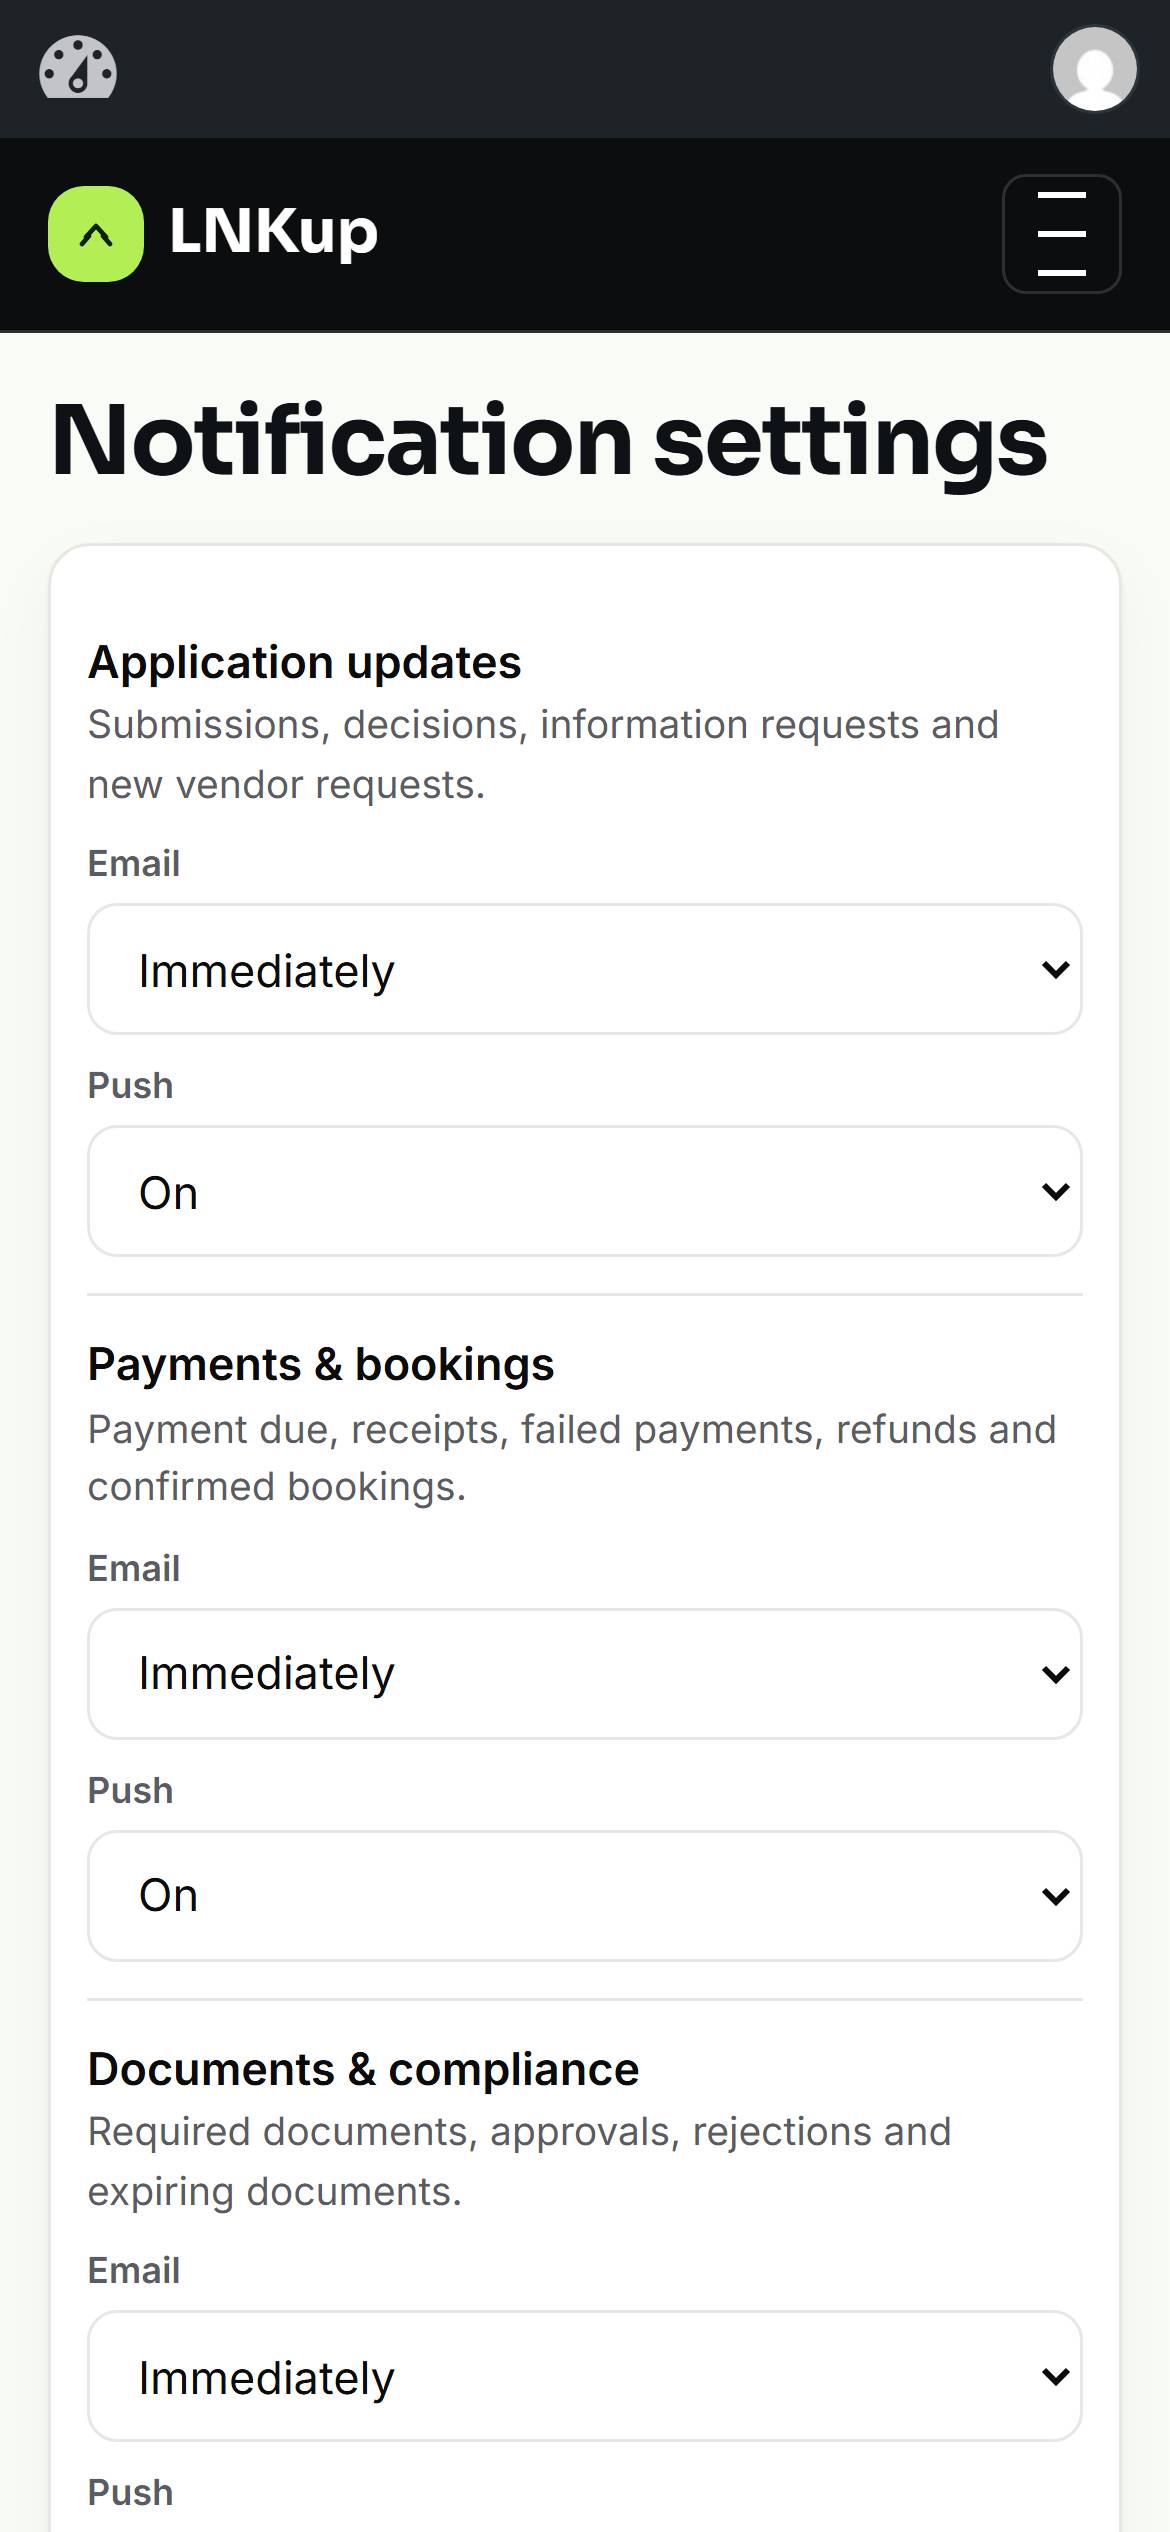 LNKup
Notification settings
Application updates
Submissions, decisions, information requests and
new vendor requests.
Email
Immediately
Push
On
Payments & bookings
Payment due, receipts, failed payments, refunds and
confirmed bookings.
Email
Immediately
Push
On
Documents & compliance
Required documents, approvals, rejections and
expiring documents.
Email
Immediately
Push